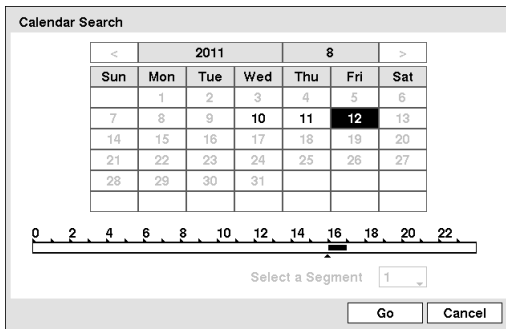 Calendar Search
< 2011 8 >
Sun Mon Tue Wed Thu Fri Sat
1 2 3 4 5 6
7 8 9 10 11 12 13
14 15 16 17 18 19 20
21 22 23 24 25 26 27
28 29 30 31
0 2 4 6 8 10 12 14 16 18 20 22
Select a Segment 1
Go Cancel